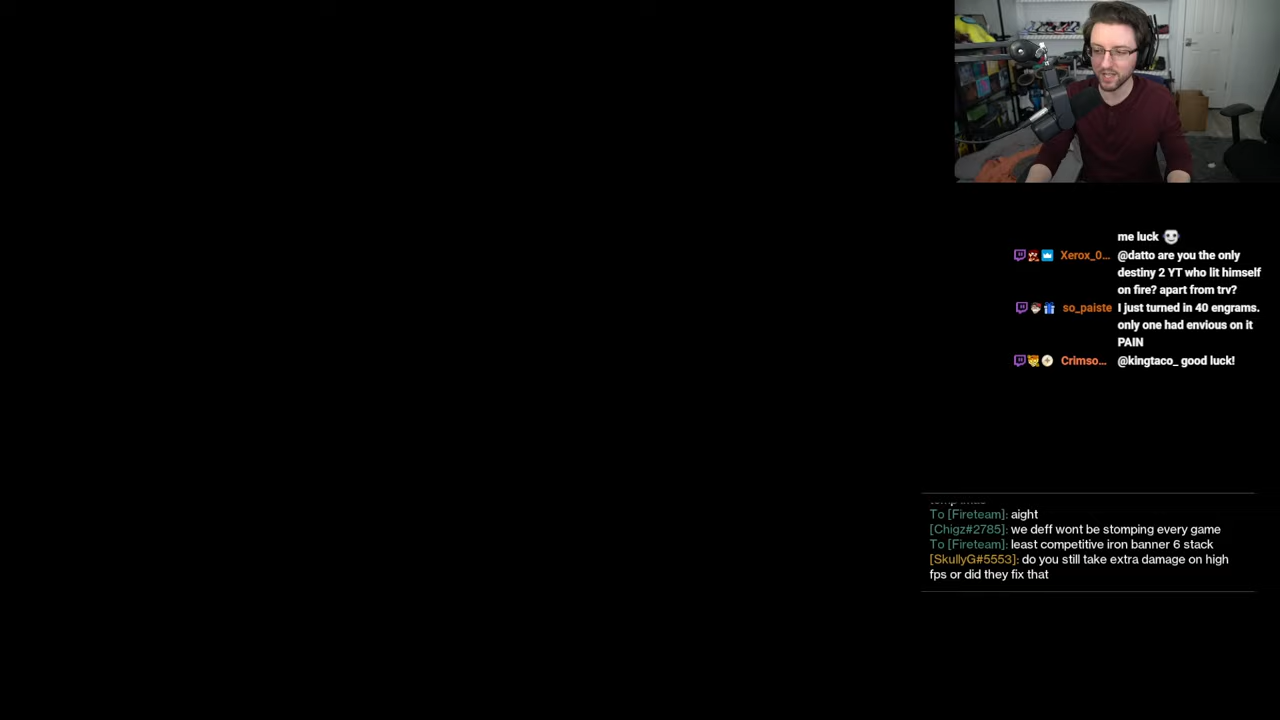 me luck
Xerox_0... @datto are you the only
destiny 2 YT who lit himself
on fire? apart from trv?
so_paiste I just turned in 40 engrams.
only one had envious on it
PAIN
Crimso... @kingtaco_ good luck!
To [Fireteam]: aight
[Chigz#2785]: we deff wont be stomping every game
To [Fireteam]: least competitive iron banner 6 stack
[SkullyG#5553]: do you still take extra damage on high
fps or did they fix that